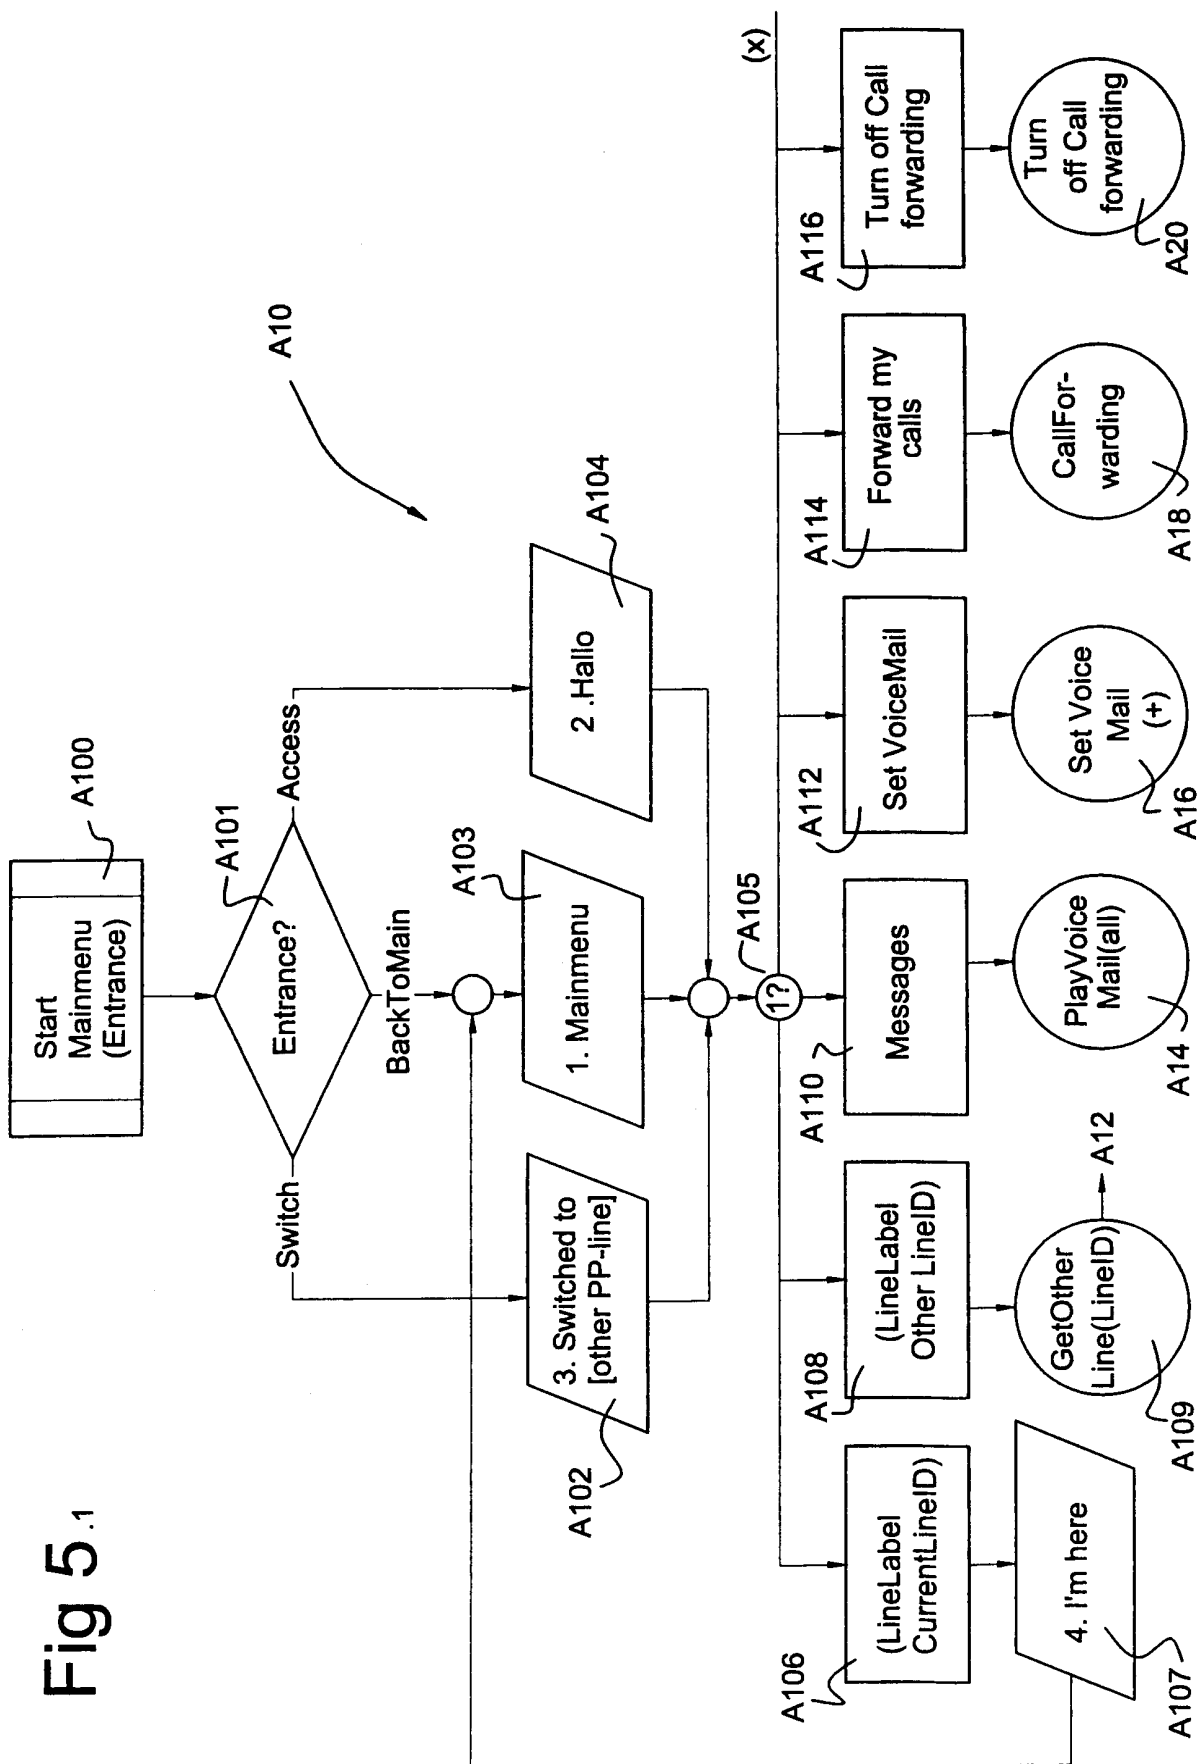 Fig 5.1
Start
Mainmenu
(Entrance)
A100
A10
Entrance?
A101
Switch
BackToMain
Access
3. Switched to
[other PP-line]
A102
1. Mainmenu
A103
2 .Hallo
A104
1?
A105
(x)
(LineLabel
CurrentLineID)
A106
(LineLabel
Other LineID)
A108
Messages
A110
Set VoiceMail
A112
Forward my
calls
A114
Turn off Call
forwarding
A116
4. I'm here
A107
GetOther
Line(LineID)
A109
A12
PlayVoice
Mail(all)
A14
Set Voice
Mail
(+)
A16
CallFor-
warding
A18
Turn
off Call
forwarding
A20